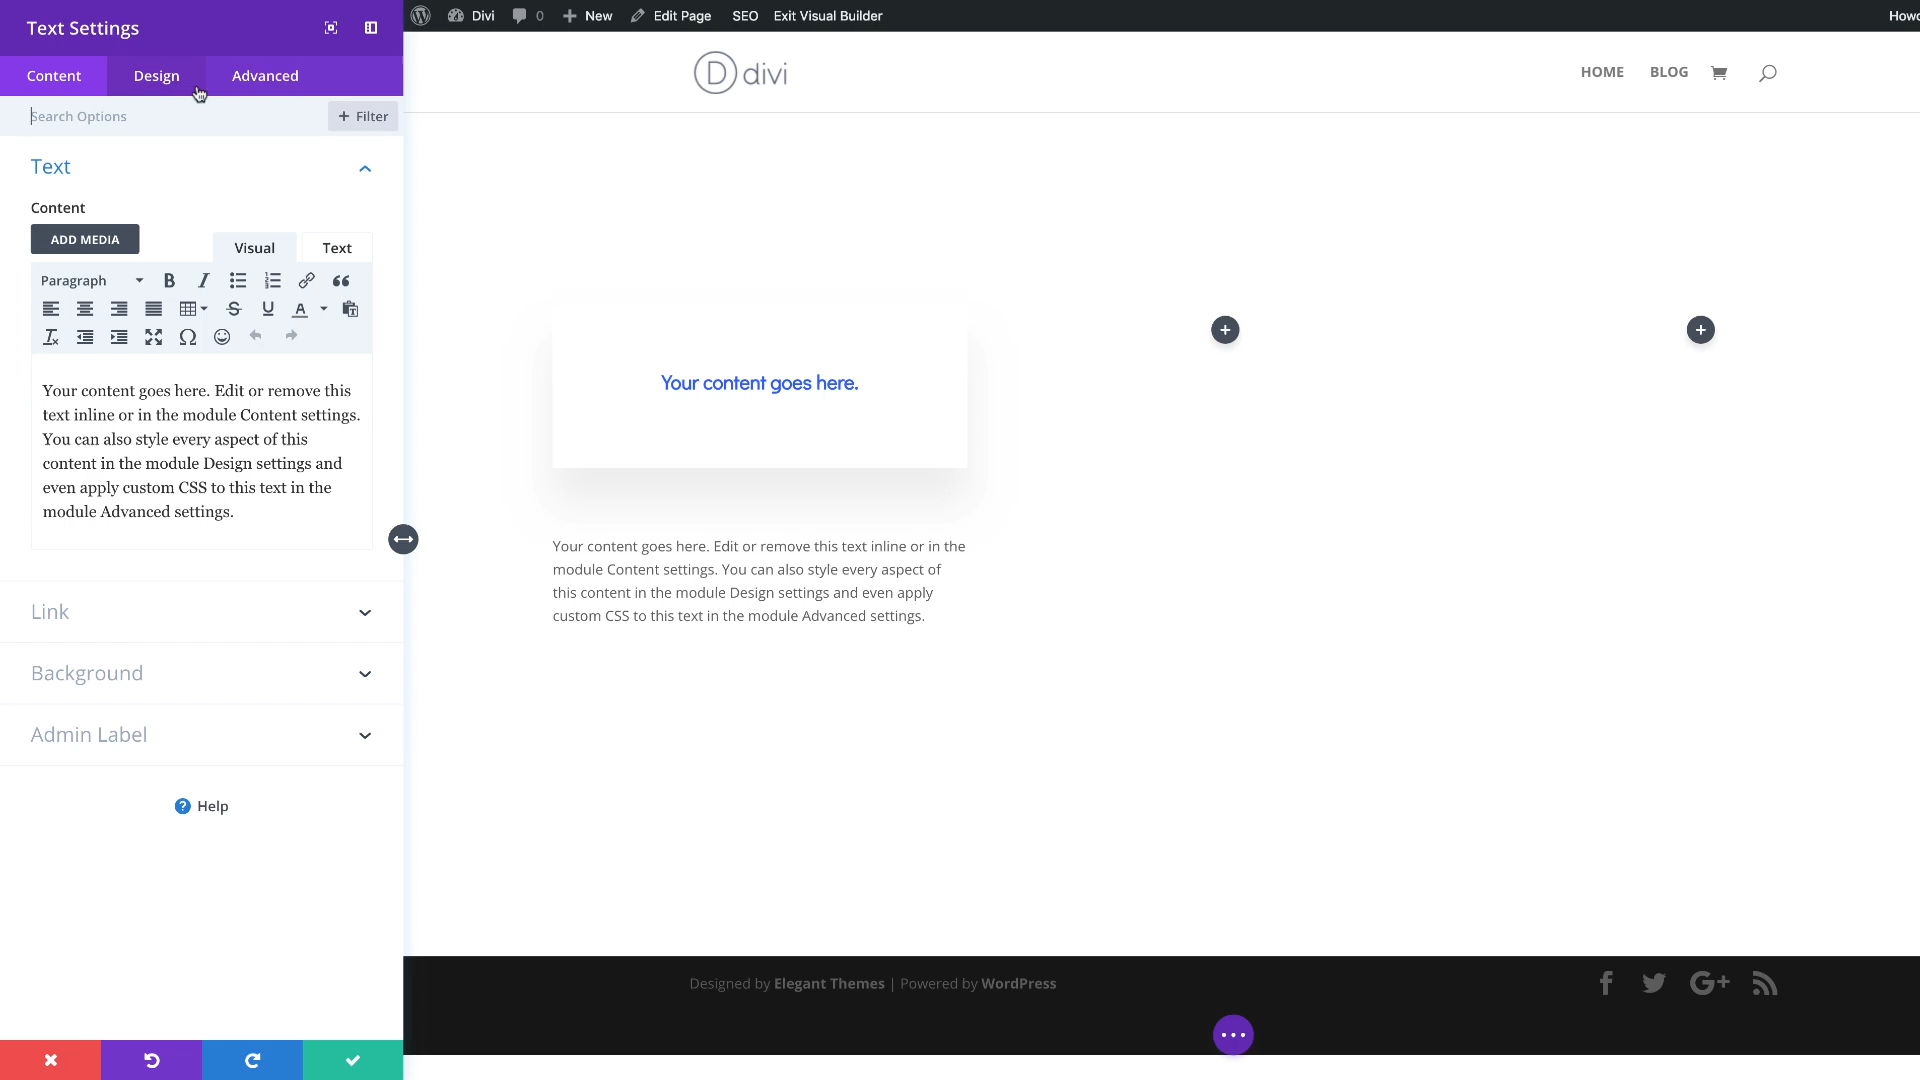 Text Settings
Content
Design
Advanced
Search Options
+ Filter
Text
Content
ADD MEDIA
Visual
Text
Paragraph
Your content goes here. Edit or remove this
text inline or in the module Content settings.
You can also style every aspect of this
content in the module Design settings and
even apply custom CSS to this text in the
module Advanced settings.
Link
Background
Admin Label
Help
Divi
0
New
Edit Page
SEO
Exit Visual Builder
Howd
divi
HOME
BLOG
Your content goes here.
Your content goes here. Edit or remove this text inline or in the
module Content settings. You can also style every aspect of
this content in the module Design settings and even apply
custom CSS to this text in the module Advanced settings.
Designed by Elegant Themes | Powered by WordPress